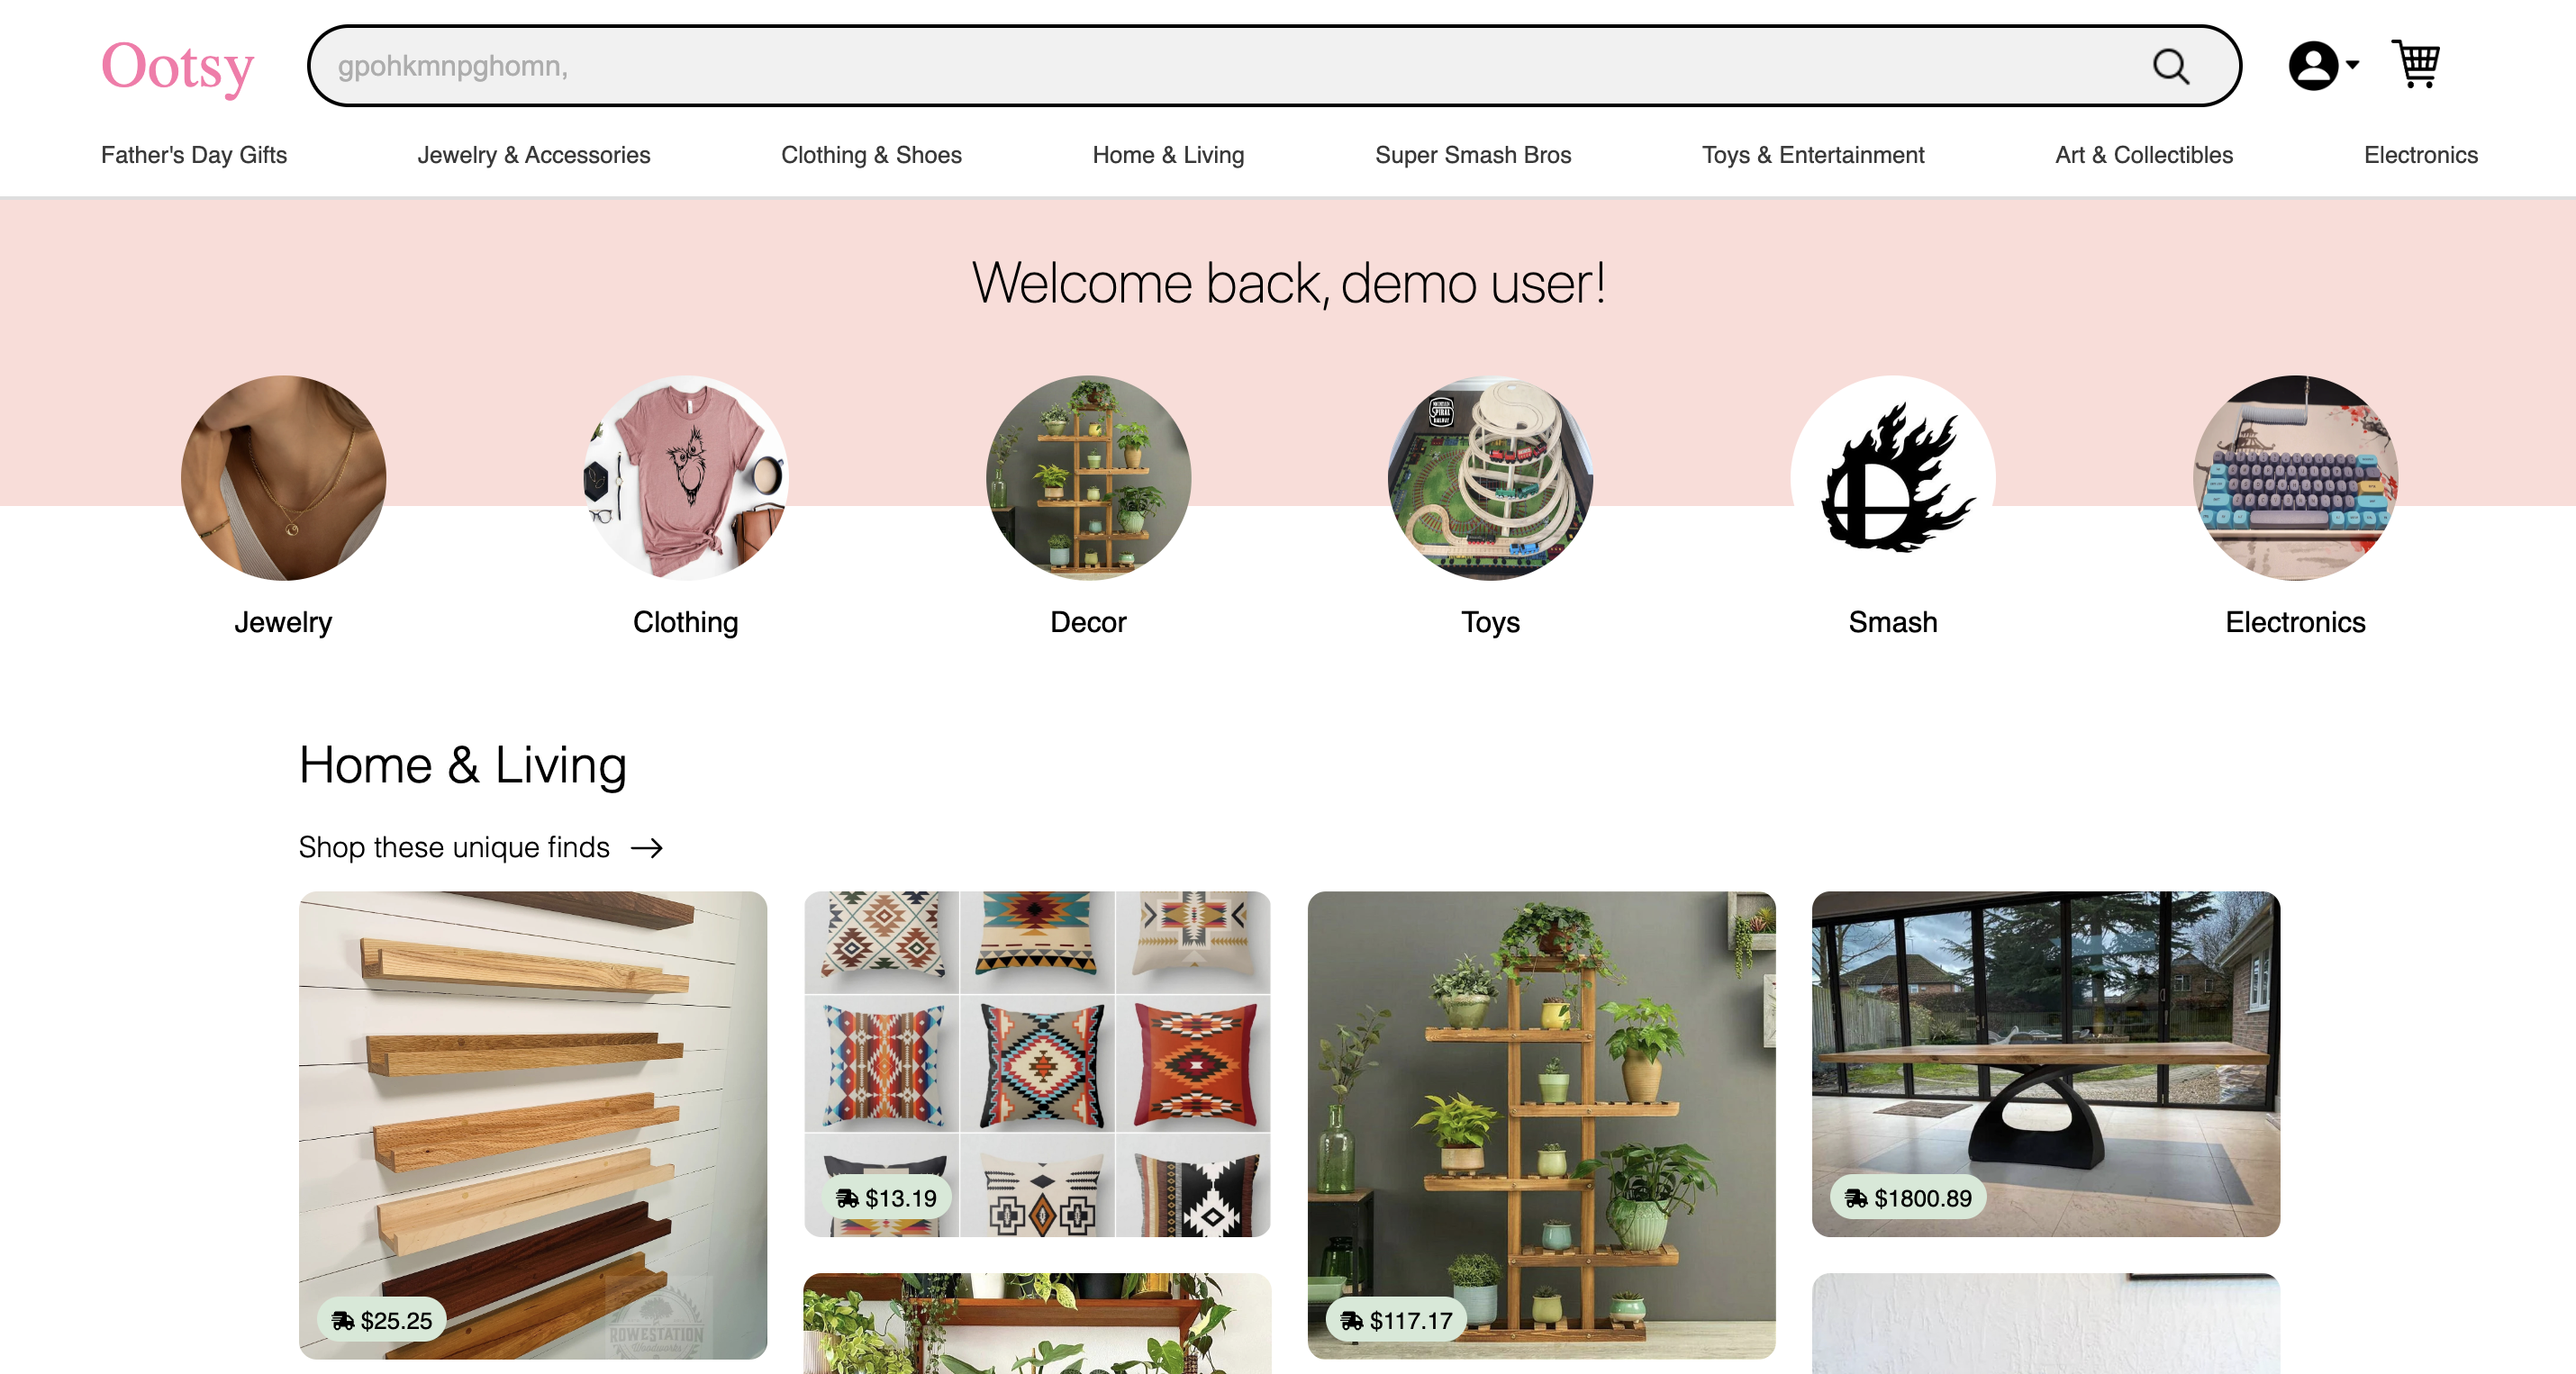 Ootsy
gpohkmnpghomn,
Father's Day Gifts
Jewelry & Accessories
Clothing & Shoes
Home & Living
Super Smash Bros
Toys & Entertainment
Art & Collectibles
Electronics
Welcome back, demo user!
Jewelry
Clothing
Decor
Toys
Smash
Electronics
Home & Living
Shop these unique finds →
$25.25
ROWESTATION
Woodworks
$13.19
$117.17
$1800.89